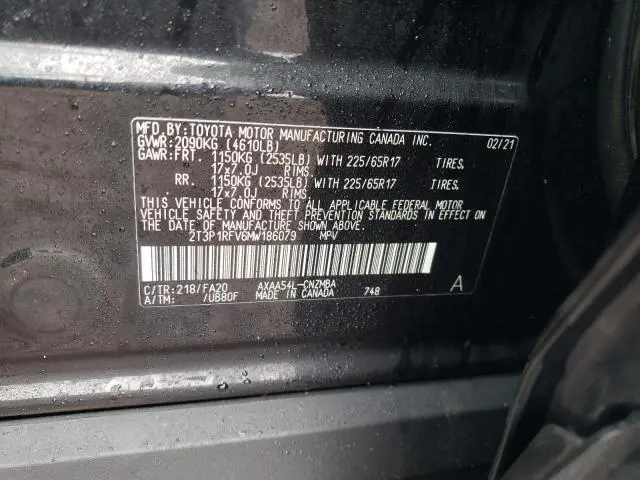 MFD.BY:TOYOTA MOTOR MANUFACTURING CANADA INC. 02/21
GVWR:2090KG (4610LB)
GAWR:FRT. 1150KG (2535LB) WITH 225/65R17 TIRES,
17x7.0J RIMS.
RR. 1150KG (2535LB) WITH 225/65R17 TIRES,
17x7.0J RIMS.
THIS VEHICLE CONFORMS TO ALL APPLICABLE FEDERAL MOTOR
VEHICLE SAFETY AND THEFT PREVENTION STANDARDS IN EFFECT ON
THE DATE OF MANUFACTURE SHOWN ABOVE.
2T3P1RFV6MW186079 MPV
C/TR:218/FA20 AXAA54L-CNZMBA
A/TM: /UB80F MADE IN CANADA 748 A